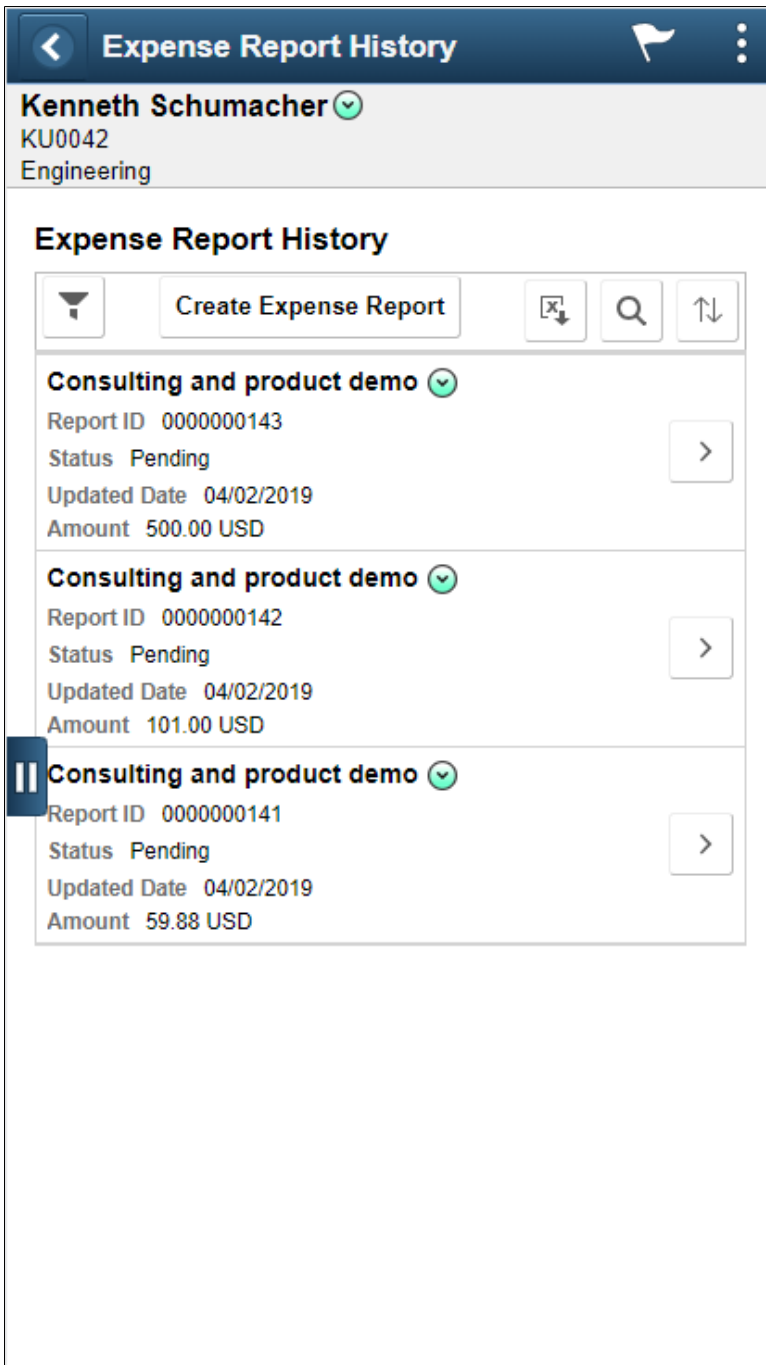 Expense Report History
Kenneth Schumacher
KU0042
Engineering
Expense Report History
Create Expense Report
Consulting and product demo
Report ID 0000000143
Status Pending
Updated Date 04/02/2019
Amount 500.00 USD
Consulting and product demo
Report ID 0000000142
Status Pending
Updated Date 04/02/2019
Amount 101.00 USD
Consulting and product demo
Report ID 0000000141
Status Pending
Updated Date 04/02/2019
Amount 59.88 USD